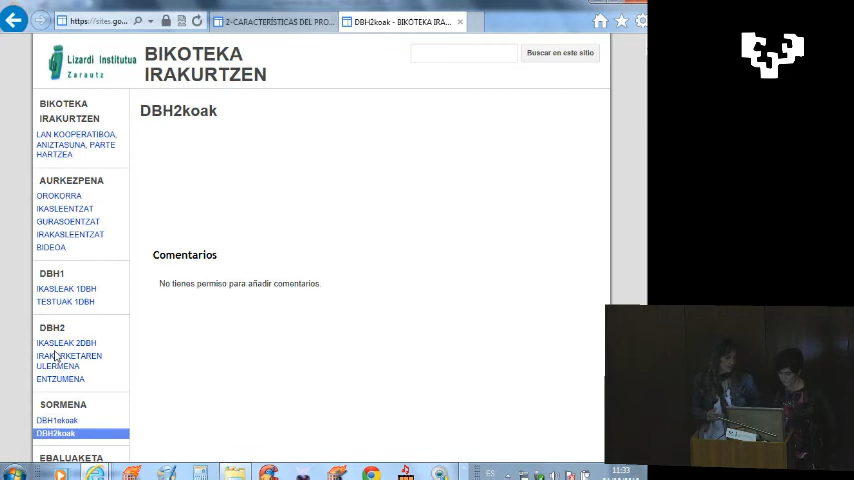 https://sites.go...
2-CARACTERÍSTICAS DEL PRO...
DBH2koak - BIKOTEKA IRA...
Lizardi Institutua
Zarautz
BIKOTEKA
IRAKURTZEN
Buscar en este sitio
BIKOTEKA
IRAKURTZEN
LAN KOOPERATIBOA,
ANIZTASUNA, PARTE
HARTZEA
AURKEZPENA
OROKORRA
IKASLEENTZAT
GURASOENTZAT
IRAKASLEENTZAT
BIDEOA
DBH1
IKASLEAK 1DBH
TESTUAK 1DBH
DBH2
IKASLEAK 2DBH
IRAKURKETAREN
ULERMENA
ENTZUMENA
SORMENA
DBH1ekoak
DBH2koak
EBALUAKETA
DBH2koak
Comentarios
No tienes permiso para añadir comentarios.
ES
11:33